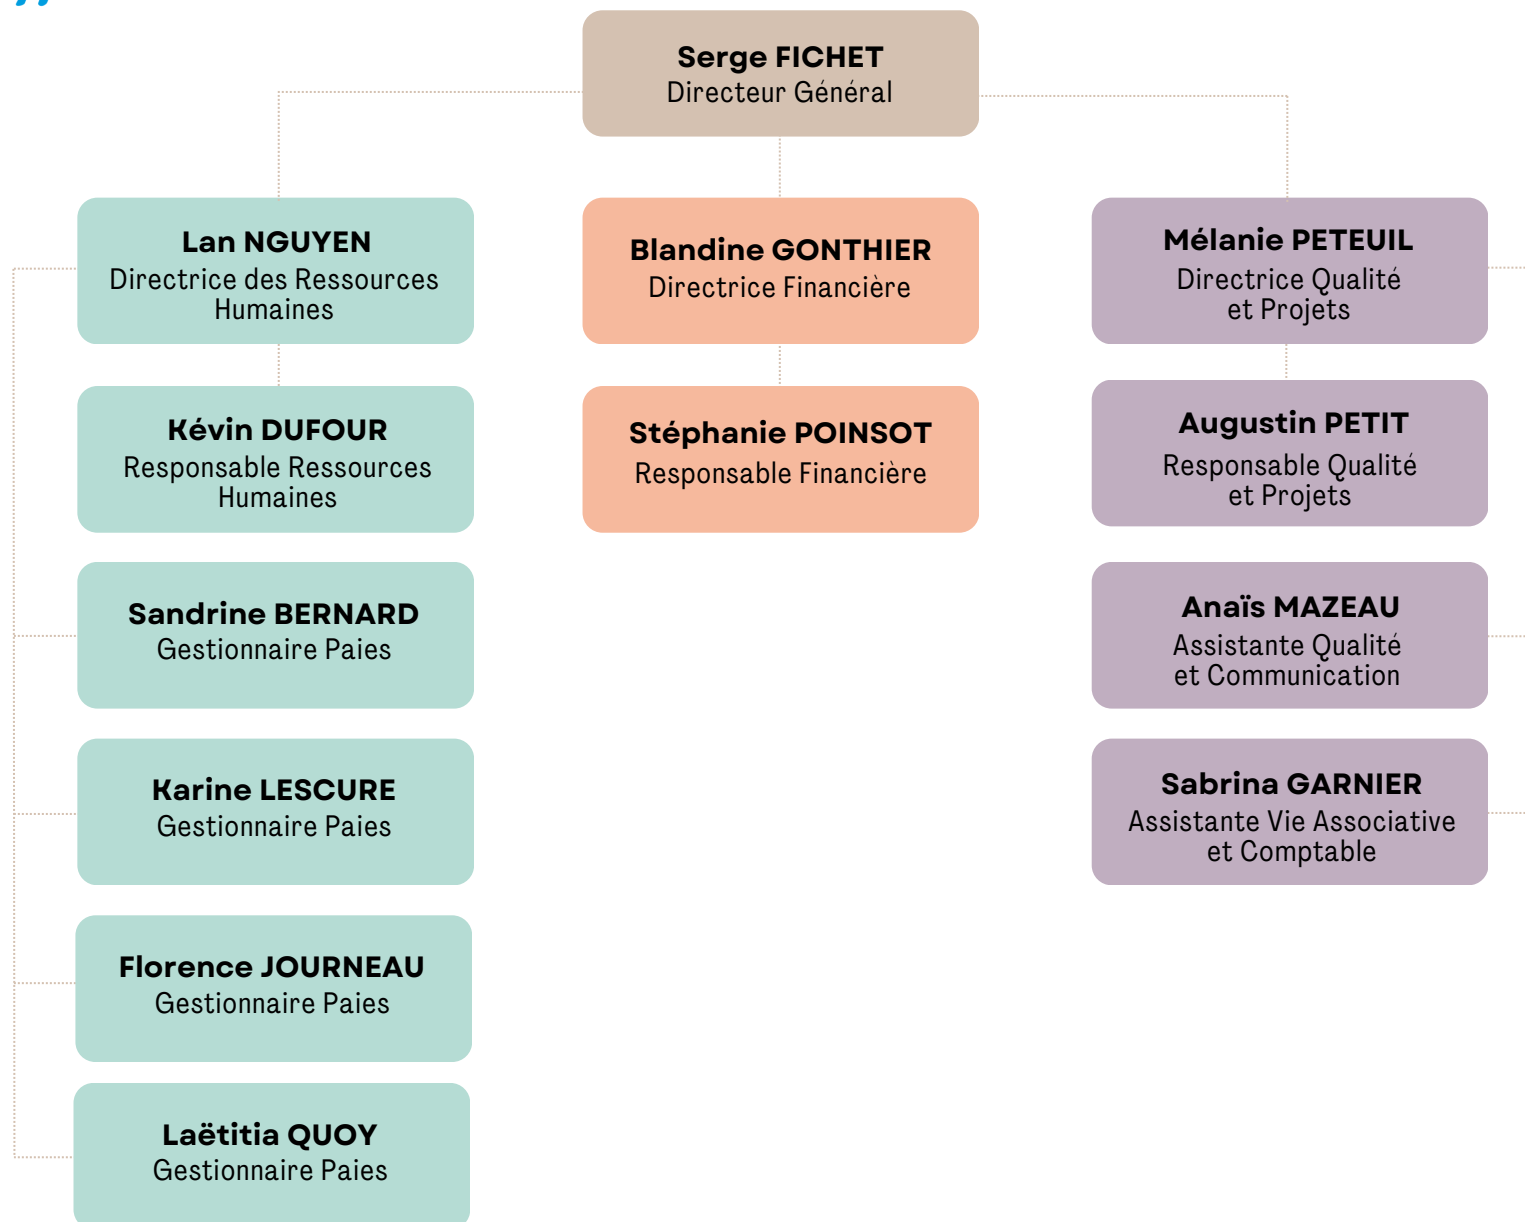 Serge FICHET
Directeur Général
Lan NGUYEN
Directrice des Ressources
Humaines
Blandine GONTHIER
Directrice Financière
Mélanie PETEUIL
Directrice Qualité
et Projets
Kévin DUFOUR
Responsable Ressources
Humaines
Stéphanie POINSOT
Responsable Financière
Augustin PETIT
Responsable Qualité
et Projets
Sandrine BERNARD
Gestionnaire Paies
Anaïs MAZEAU
Assistante Qualité
et Communication
Karine LESCURE
Gestionnaire Paies
Sabrina GARNIER
Assistante Vie Associative
et Comptable
Florence JOURNEAU
Gestionnaire Paies
Laëtitia QUOY
Gestionnaire Paies